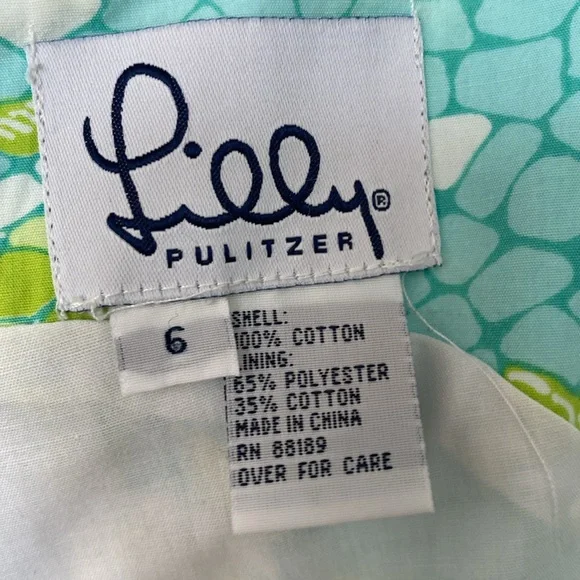 Lilly®
PULITZER
6
SHELL:
100% COTTON
LINING:
65% POLYESTER
35% COTTON
MADE IN CHINA
RN 88189
OVER FOR CARE